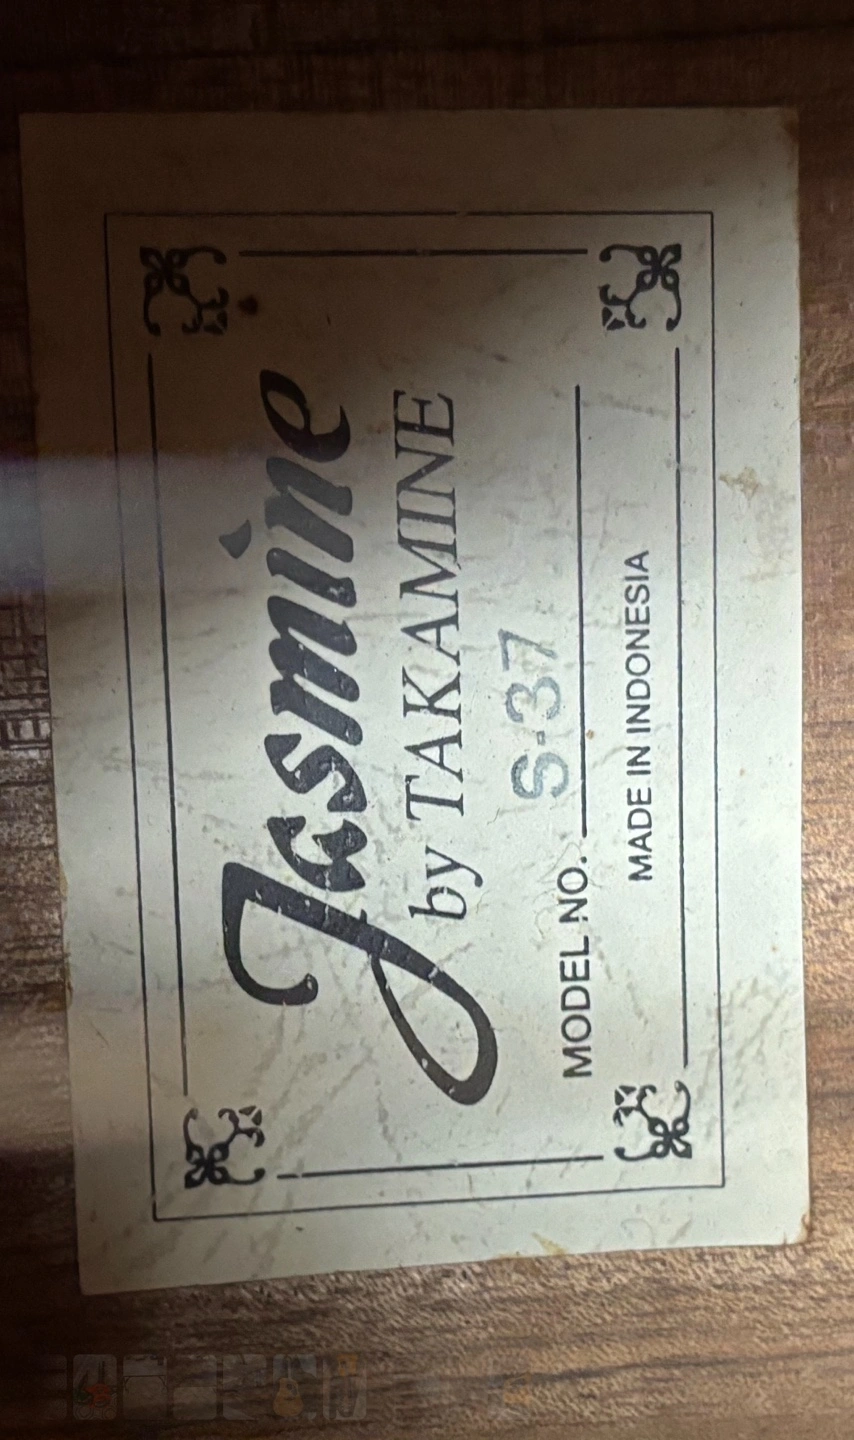 Jasmine
by TAKAMINE
MODEL NO. S-37
MADE IN INDONESIA